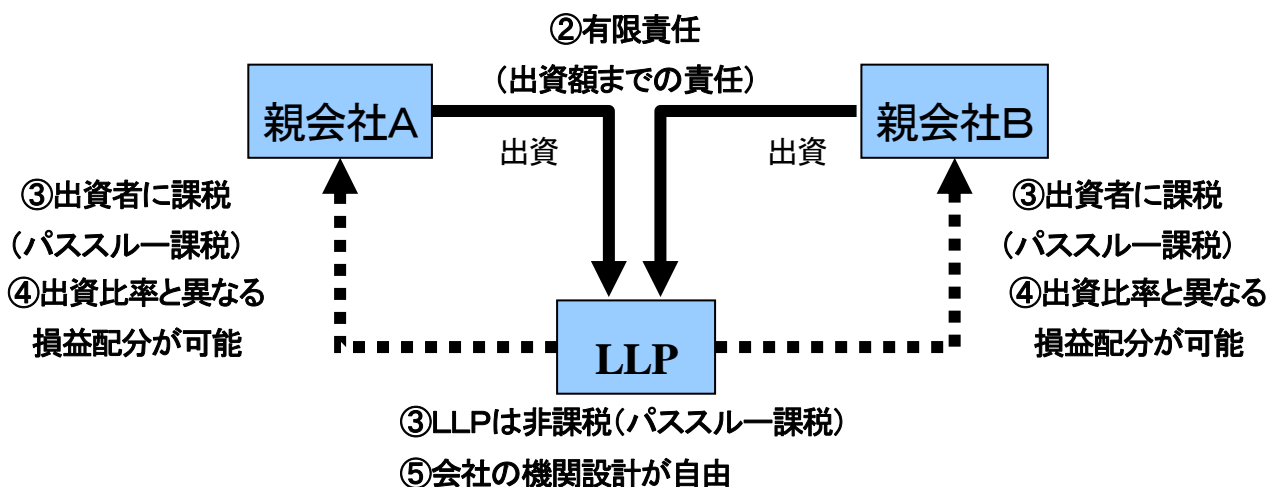 ②有限責任
(出資額までの責任)
親会社A
親会社B
出資
出資
③出資者に課税
(パススルー課税)
④出資比率と異なる
損益配分が可能
③出資者に課税
(パススルー課税)
④出資比率と異なる
損益配分が可能
LLP
③LLPは非課税(パススルー課税)
⑤会社の機関設計が自由